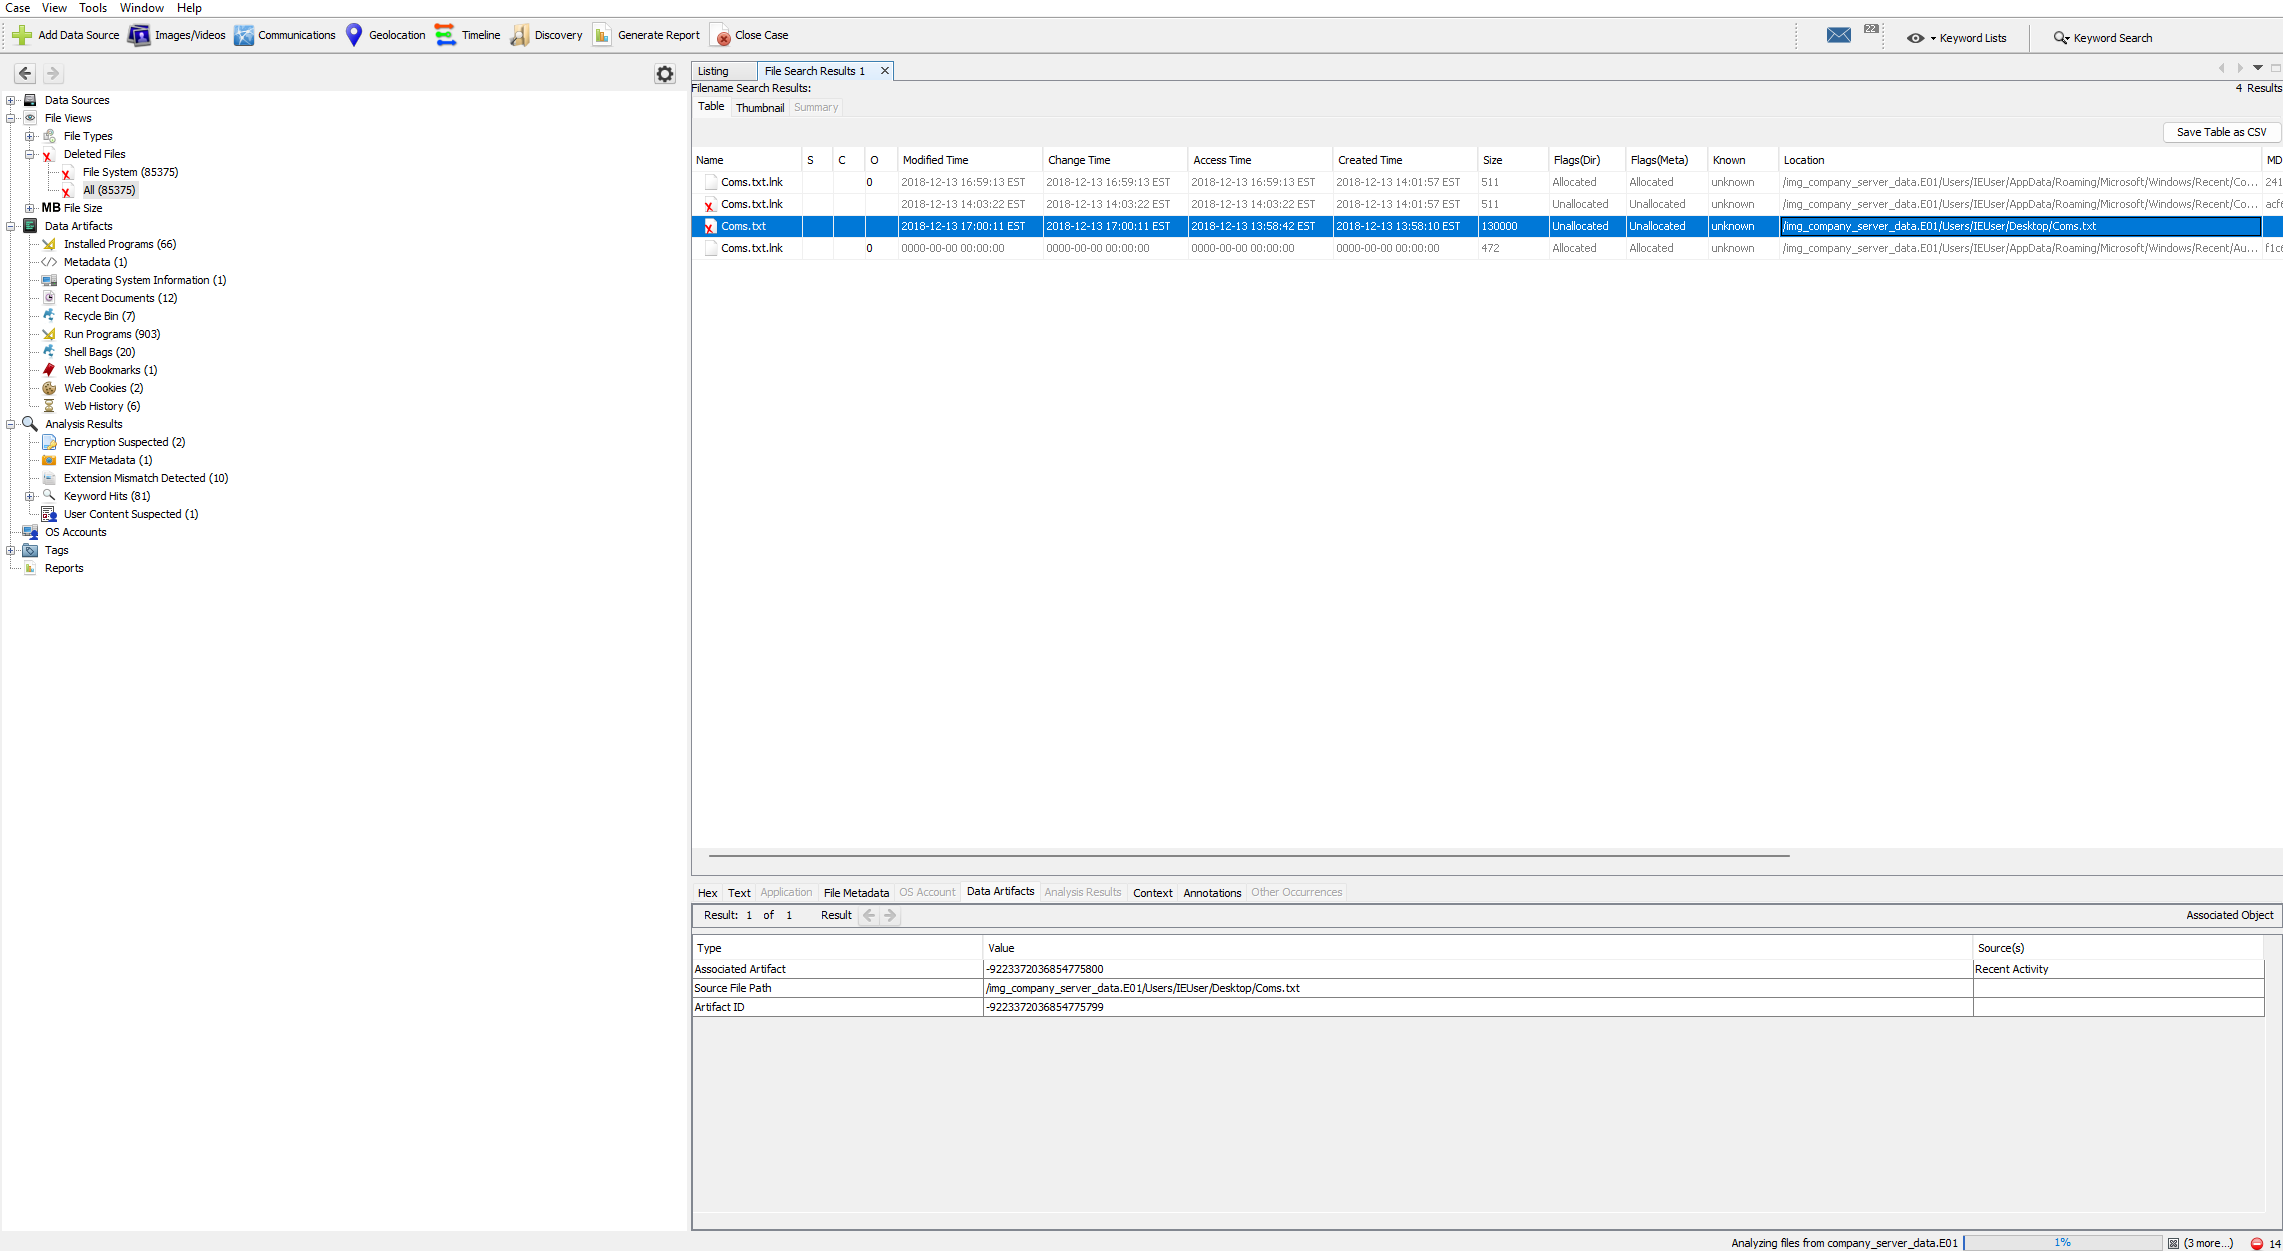 Case View Tools Window Help
Add Data Source Images/Videos Communications Geolocation Timeline Discovery Generate Report Close Case 22 Keyword Lists Keyword Search
Listing File Search Results 1
Filename Search Results:
4 Results
Table Thumbnail Summary
Save Table as CSV
Name S C O Modified Time Change Time Access Time Created Time Size Flags(Dir) Flags(Meta) Known Location MD
Coms.txt.lnk 0 2018-12-13 16:59:13 EST 2018-12-13 16:59:13 EST 2018-12-13 16:59:13 EST 2018-12-13 14:01:57 EST 511 Allocated Allocated unknown /img_company_server_data.E01/Users/IEUser/AppData/Roaming/Microsoft/Windows/Recent/Co... 241
Coms.txt.lnk 2018-12-13 14:03:22 EST 2018-12-13 14:03:22 EST 2018-12-13 14:03:22 EST 2018-12-13 14:01:57 EST 511 Unallocated Unallocated unknown /img_company_server_data.E01/Users/IEUser/AppData/Roaming/Microsoft/Windows/Recent/Co... acf6
Coms.txt 2018-12-13 17:00:11 EST 2018-12-13 17:00:11 EST 2018-12-13 13:58:42 EST 2018-12-13 13:58:10 EST 130000 Unallocated Unallocated unknown /img_company_server_data.E01/Users/IEUser/Desktop/Coms.txt
Coms.txt.lnk 0 0000-00-00 00:00:00 0000-00-00 00:00:00 0000-00-00 00:00:00 0000-00-00 00:00:00 472 Allocated Allocated unknown /img_company_server_data.E01/Users/IEUser/AppData/Roaming/Microsoft/Windows/Recent/Au... f1c6
Data Sources
File Views
File Types
Deleted Files
File System (85375)
All (85375)
MB File Size
Data Artifacts
Installed Programs (66)
Metadata (1)
Operating System Information (1)
Recent Documents (12)
Recycle Bin (7)
Run Programs (903)
Shell Bags (20)
Web Bookmarks (1)
Web Cookies (2)
Web History (6)
Analysis Results
Encryption Suspected (2)
EXIF Metadata (1)
Extension Mismatch Detected (10)
Keyword Hits (81)
User Content Suspected (1)
OS Accounts
Tags
Reports
Hex Text Application File Metadata OS Account Data Artifacts Analysis Results Context Annotations Other Occurrences
Result: 1 of 1 Result Associated Object
Type Value Source(s)
Associated Artifact -9223372036854775800 Recent Activity
Source File Path /img_company_server_data.E01/Users/IEUser/Desktop/Coms.txt
Artifact ID -9223372036854775799
Analyzing files from company_server_data.E01 1% (3 more...) 14